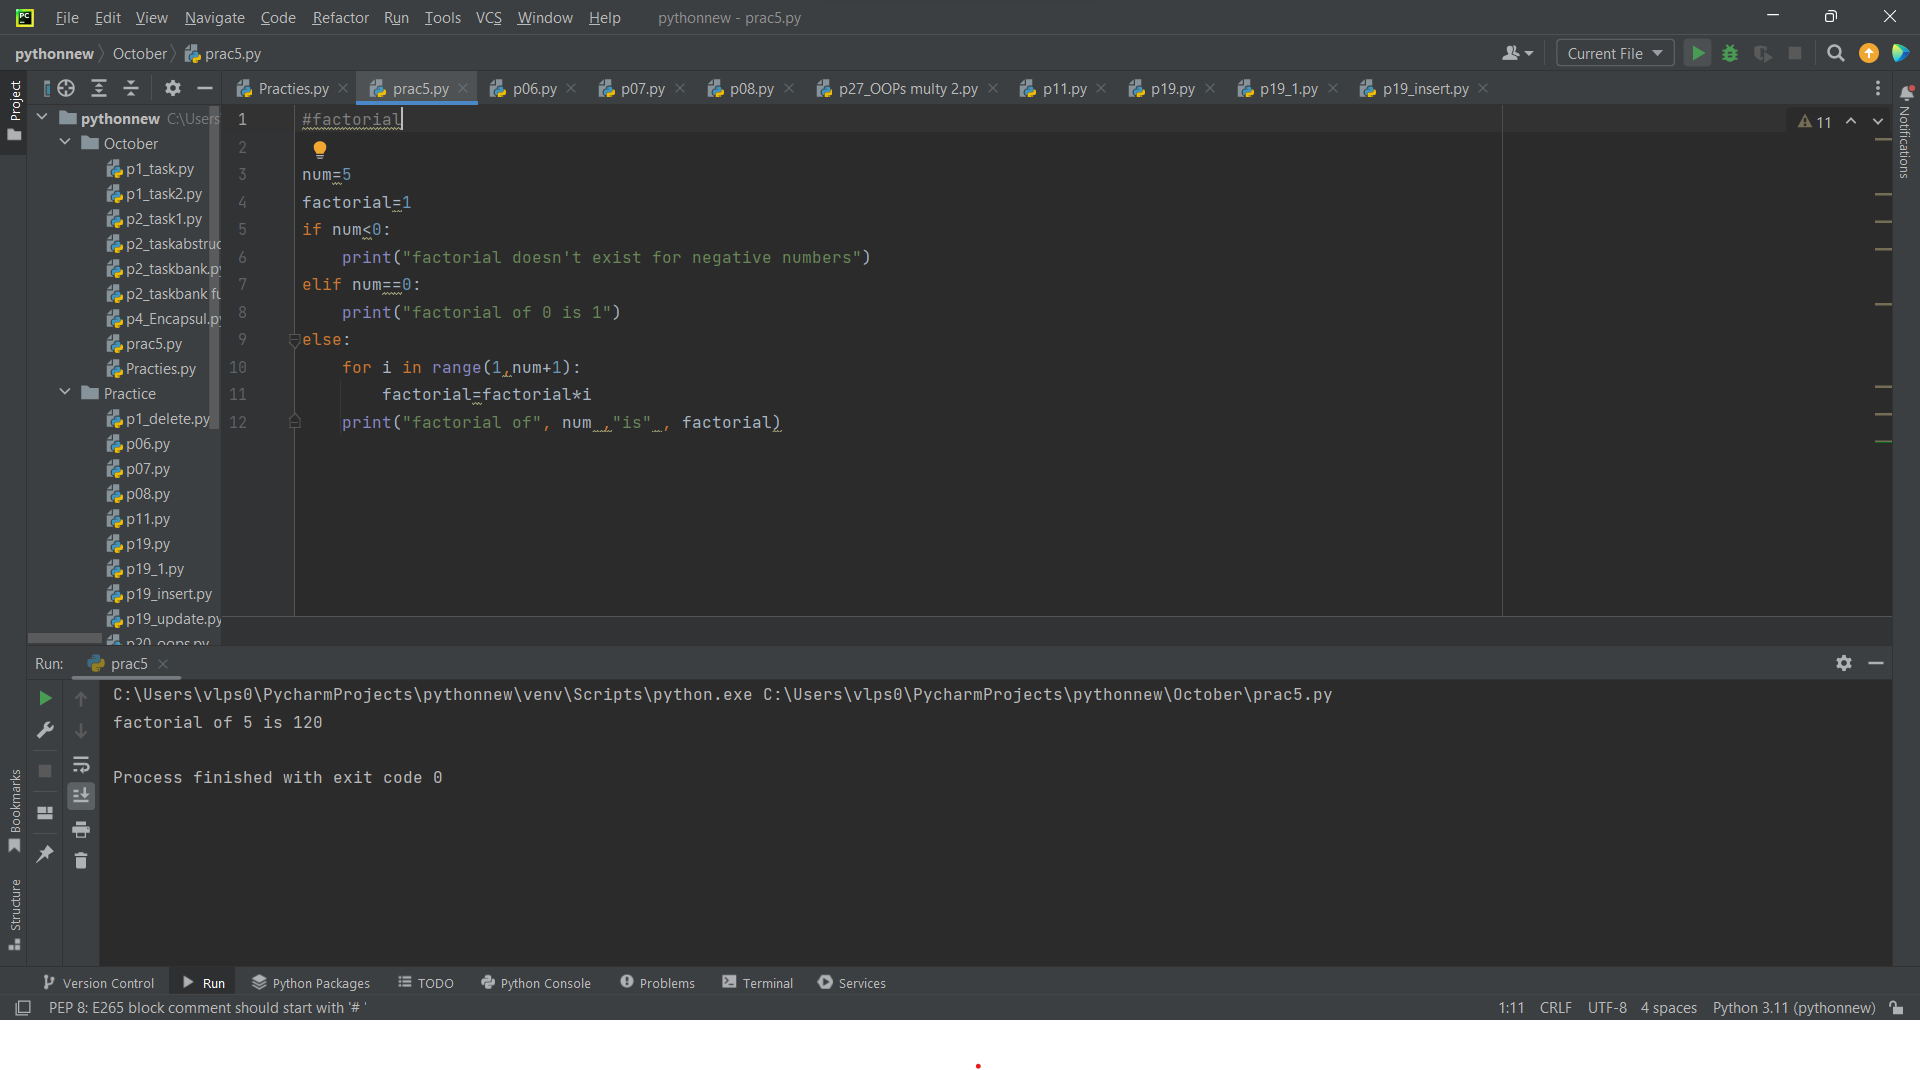 PC File Edit View Navigate Code Refactor Run Tools VCS Window Help pythonnew - prac5.py
pythonnew October prac5.py Current File
Project Practies.py prac5.py p06.py p07.py p08.py p27_OOPs multy 2.py p11.py p19.py p19_1.py p19_insert.py
Notifications
pythonnew C:\Users
October
p1_task.py
p1_task2.py
p2_task1.py
p2_taskabstruc
p2_taskbank.py
p2_taskbank fu
p4_Encapsul.py
prac5.py
Practies.py
Practice
p1_delete.py
p06.py
p07.py
p08.py
p11.py
p19.py
p19_1.py
p19_insert.py
p19_update.py
p20_oops.py
11
1 #factorial
2
3 num=5
4 factorial=1
5 if num<0:
6     print("factorial doesn't exist for negative numbers")
7 elif num==0:
8     print("factorial of 0 is 1")
9 else:
10     for i in range(1,num+1):
11         factorial=factorial*i
12     print("factorial of", num ,"is" , factorial)
Run: prac5
C:\Users\vlps0\PycharmProjects\pythonnew\venv\Scripts\python.exe C:\Users\vlps0\PycharmProjects\pythonnew\October\prac5.py
factorial of 5 is 120
Process finished with exit code 0
Bookmarks
Structure
Version Control Run Python Packages TODO Python Console Problems Terminal Services
PEP 8: E265 block comment should start with '# ' 1:11 CRLF UTF-8 4 spaces Python 3.11 (pythonnew)